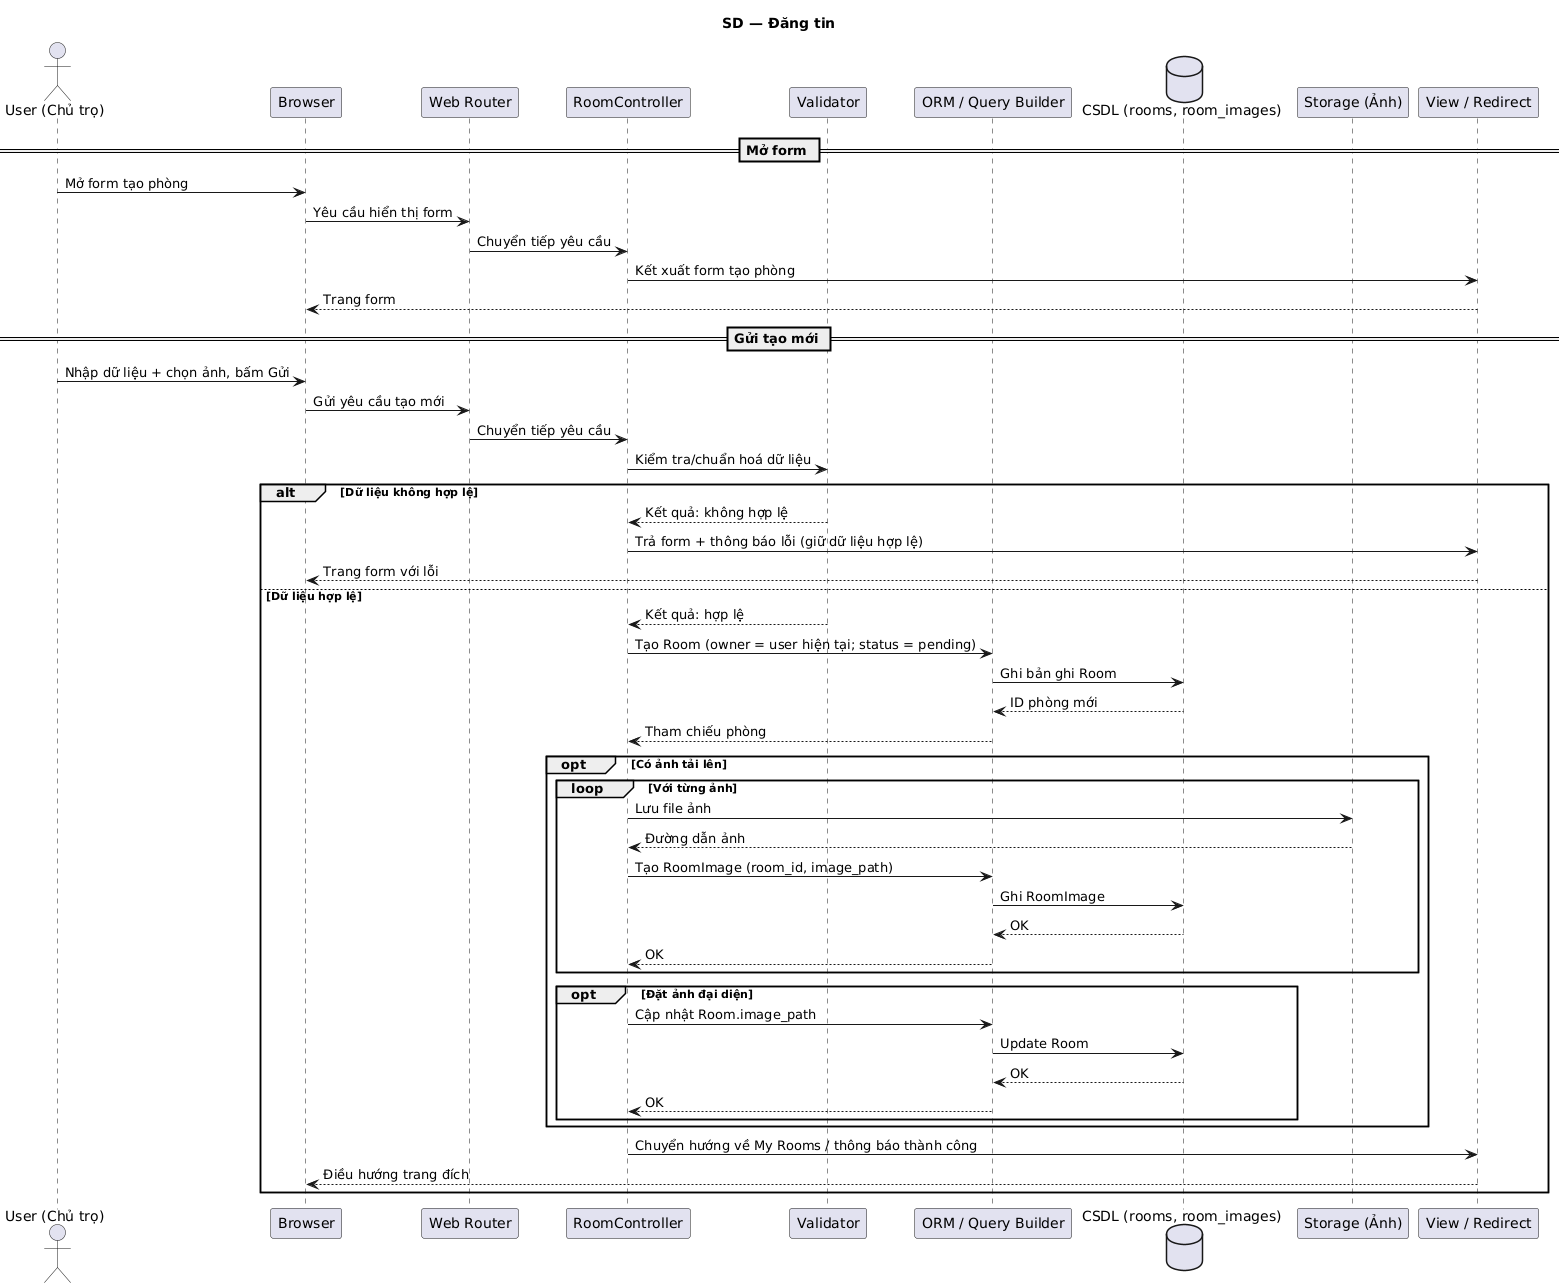 SD — Đăng tin
User (Chủ trọ)
Browser
Web Router
RoomController
Validator
ORM / Query Builder
CSDL (rooms, room_images)
Storage (Ảnh)
View / Redirect
Mở form
Mở form tạo phòng
Yêu cầu hiển thị form
Chuyển tiếp yêu cầu
Kết xuất form tạo phòng
Trang form
Gửi tạo mới
Nhập dữ liệu + chọn ảnh, bấm Gửi
Gửi yêu cầu tạo mới
Chuyển tiếp yêu cầu
Kiểm tra/chuẩn hoá dữ liệu
alt [Dữ liệu không hợp lệ]
Kết quả: không hợp lệ
Trả form + thông báo lỗi (giữ dữ liệu hợp lệ)
Trang form với lỗi
[Dữ liệu hợp lệ]
Kết quả: hợp lệ
Tạo Room (owner = user hiện tại; status = pending)
Ghi bản ghi Room
ID phòng mới
Tham chiếu phòng
opt [Có ảnh tải lên]
loop [Với từng ảnh]
Lưu file ảnh
Đường dẫn ảnh
Tạo RoomImage (room_id, image_path)
Ghi RoomImage
OK
OK
opt [Đặt ảnh đại diện]
Cập nhật Room.image_path
Update Room
OK
OK
Chuyển hướng về My Rooms / thông báo thành công
Điều hướng trang đích
User (Chủ trọ)
Browser
Web Router
RoomController
Validator
ORM / Query Builder
CSDL (rooms, room_images)
Storage (Ảnh)
View / Redirect